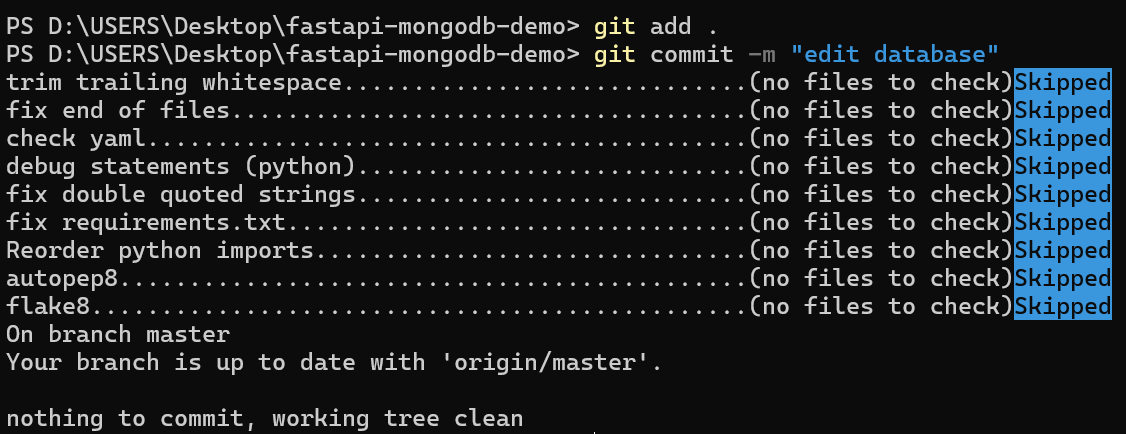 PS D:\USERS\Desktop\fastapi-mongodb-demo> git add .
PS D:\USERS\Desktop\fastapi-mongodb-demo> git commit -m "edit database"
trim trailing whitespace.............................(no files to check)Skipped
fix end of files.....................................(no files to check)Skipped
check yaml...........................................(no files to check)Skipped
debug statements (python)............................(no files to check)Skipped
fix double quoted strings............................(no files to check)Skipped
fix requirements.txt.................................(no files to check)Skipped
Reorder python imports...............................(no files to check)Skipped
autopep8.............................................(no files to check)Skipped
flake8...............................................(no files to check)Skipped
On branch master
Your branch is up to date with 'origin/master'.
nothing to commit, working tree clean